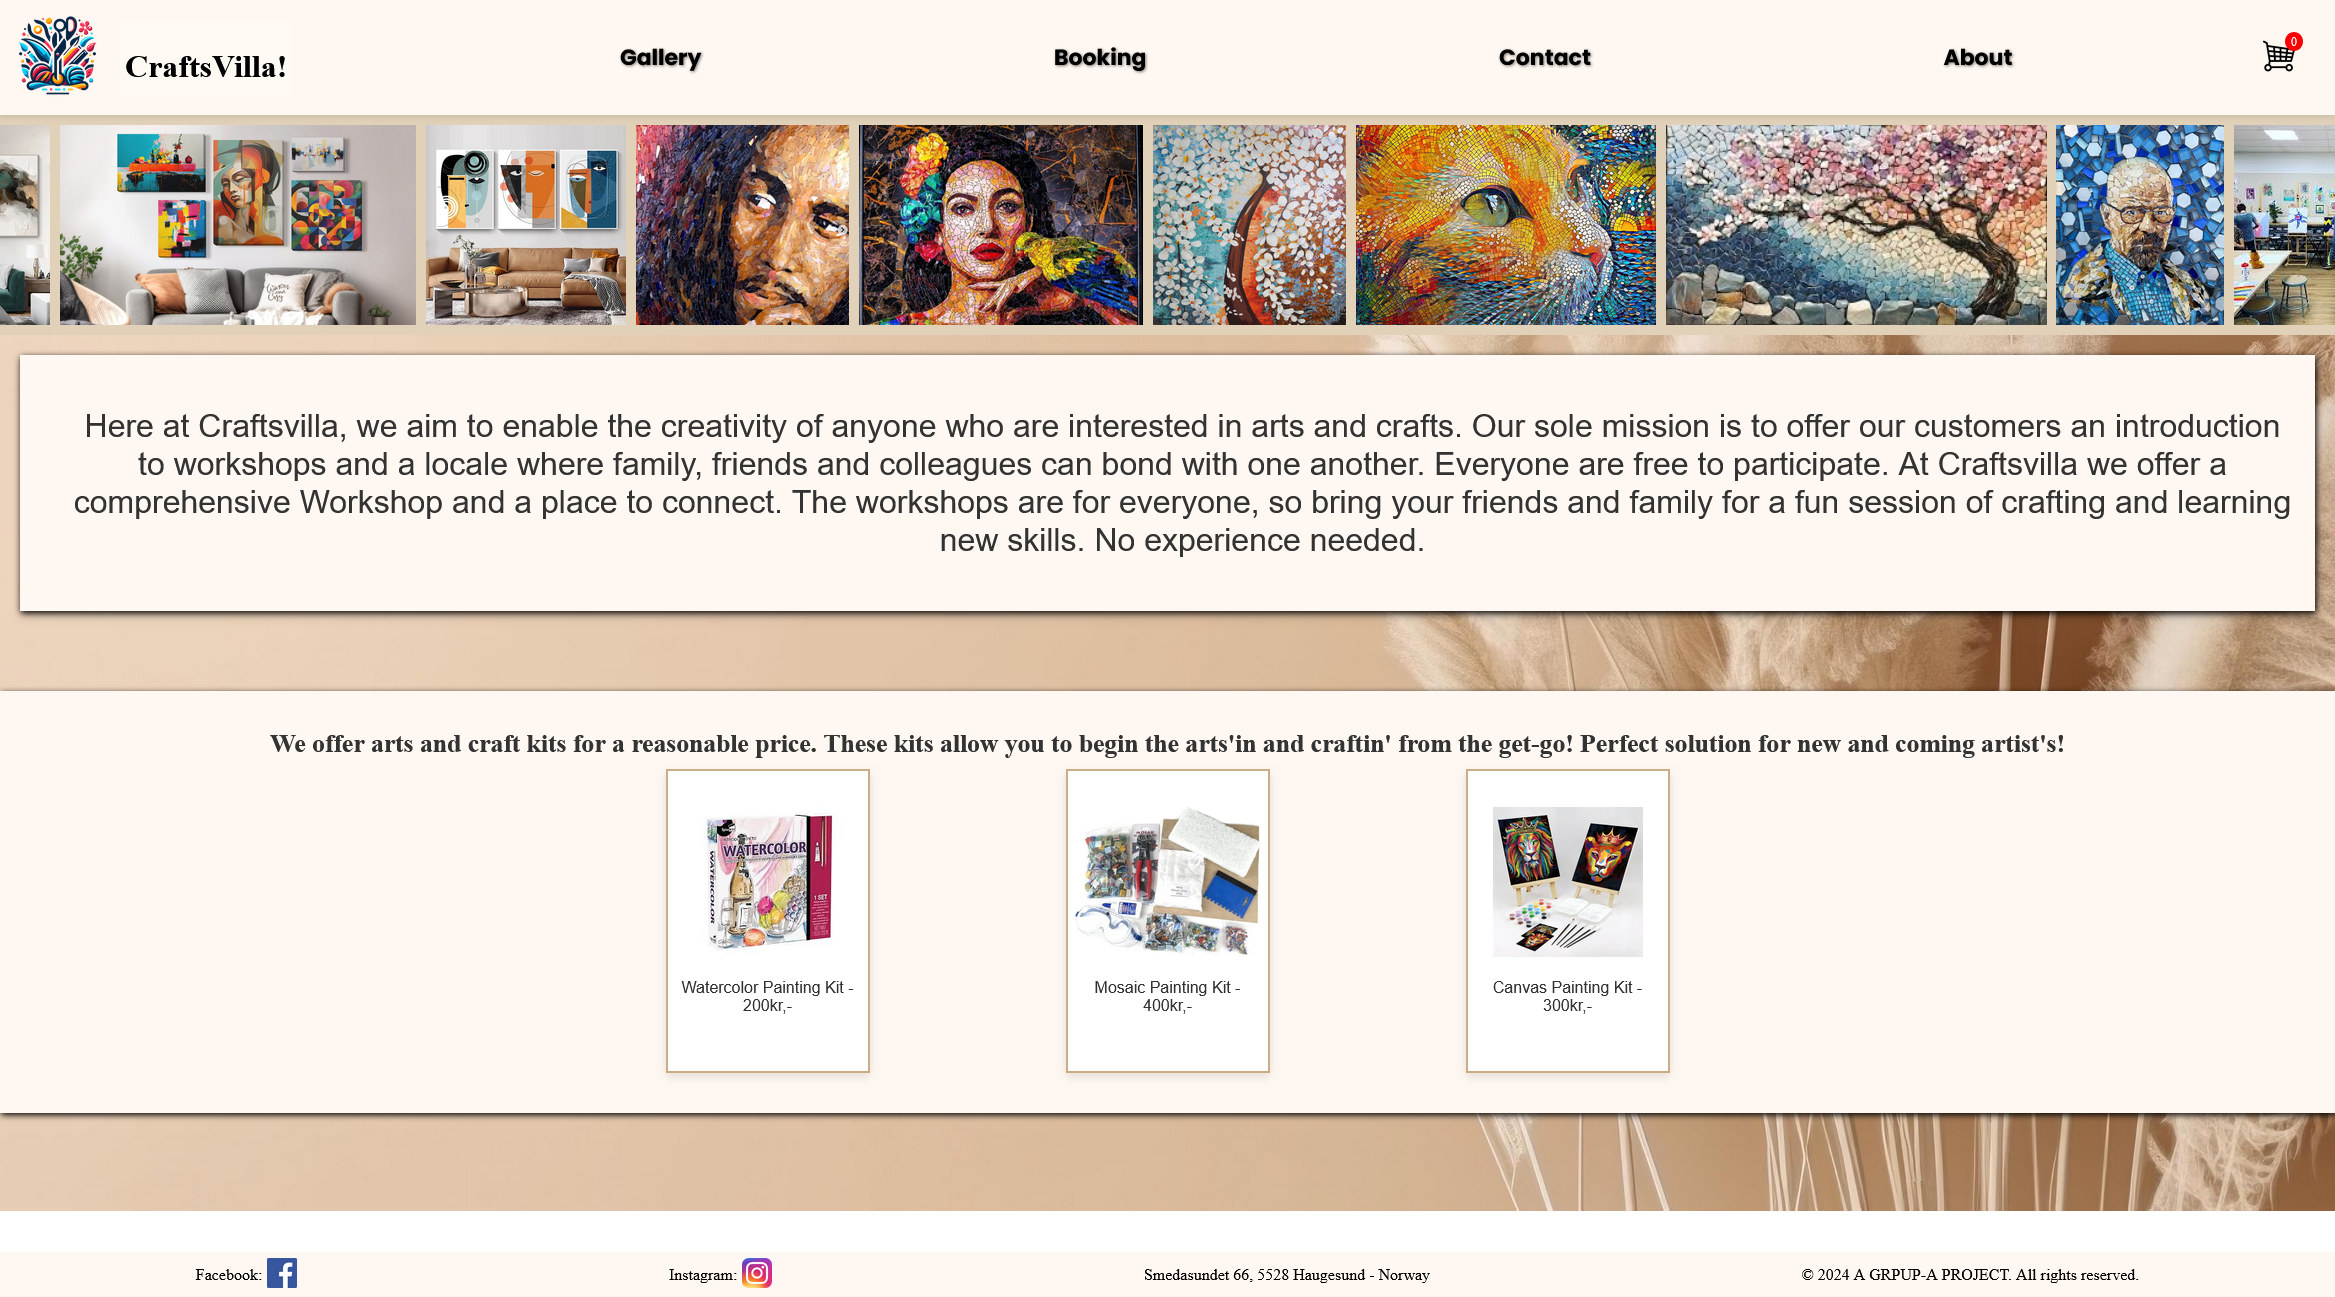 CraftsVilla!
Gallery
Booking
Contact
About
0
Here at Craftsvilla, we aim to enable the creativity of anyone who are interested in arts and crafts. Our sole mission is to offer our customers an introduction
to workshops and a locale where family, friends and colleagues can bond with one another. Everyone are free to participate. At Craftsvilla we offer a
comprehensive Workshop and a place to connect. The workshops are for everyone, so bring your friends and family for a fun session of crafting and learning
new skills. No experience needed.
We offer arts and craft kits for a reasonable price. These kits allow you to begin the arts'in and craftin' from the get-go! Perfect solution for new and coming artist's!
WATERCOLOR
WATERCOLOR
1 SET
Watercolor Painting Kit -
200kr,-
Mosaic Painting Kit -
400kr,-
Canvas Painting Kit -
300kr,-
Facebook:
Instagram:
Smedasundet 66, 5528 Haugesund - Norway
© 2024 A GRPUP-A PROJECT. All rights reserved.